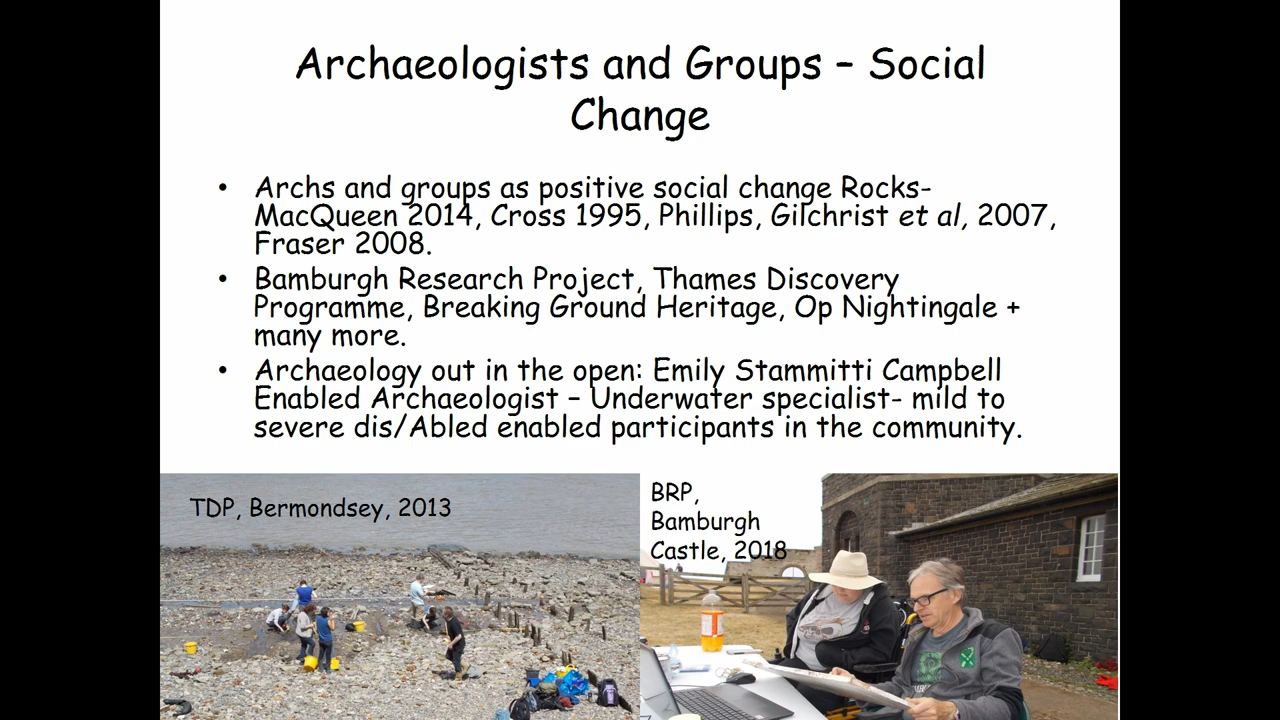 Archaeologists and Groups – Social
Change
• Archs and groups as positive social change Rocks-
MacQueen 2014, Cross 1995, Phillips, Gilchrist et al, 2007,
Fraser 2008.
• Bamburgh Research Project, Thames Discovery
Programme, Breaking Ground Heritage, Op Nightingale +
many more.
• Archaeology out in the open: Emily Stammitti Campbell
Enabled Archaeologist – Underwater specialist- mild to
severe dis/Abled enabled participants in the community.
TDP, Bermondsey, 2013
BRP,
Bamburgh
Castle, 2018